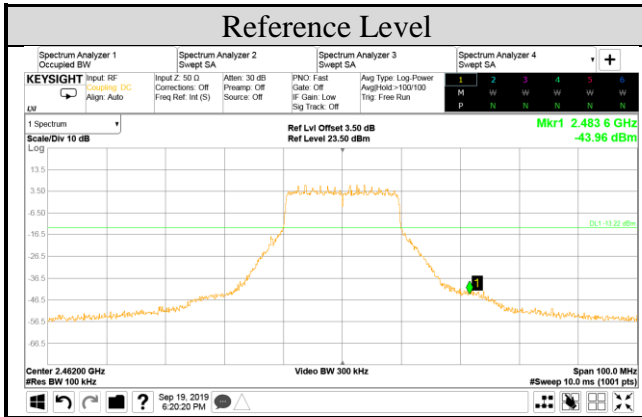 Reference Level
Spectrum Analyzer 1
Occupied BW
Spectrum Analyzer 2
Swept SA
Spectrum Analyzer 3
Swept SA
Spectrum Analyzer 4
Swept SA
KEYSIGHT
Input: RF
Coupling: DC
Align: Auto
Input Z: 50 Ω
Corrections: Off
Freq Ref: Int (S)
Atten: 30 dB
Preamp: Off
Source: Off
PNO: Fast
Gate: Off
IF Gain: Low
Sig Track: Off
Avg Type: Log-Power
Avg|Hold:>100/100
Trig: Free Run
1 2 3 4 5 6
M W W W W W
P N N N N N
LXI
1 Spectrum
Scale/Div 10 dB
Ref Lvl Offset 3.50 dB
Ref Level 23.50 dBm
Mkr1 2.483 6 GHz
-43.96 dBm
Log
13.5
3.50
-6.50
DL1 -13.22 dBm
-16.5
-26.5
-36.5
1
-46.5
-56.5
-66.5
Center 2.46200 GHz
#Res BW 100 kHz
Video BW 300 kHz
Span 100.0 MHz
#Sweep 10.0 ms (1001 pts)
?
Sep 19, 2019
6:20:20 PM